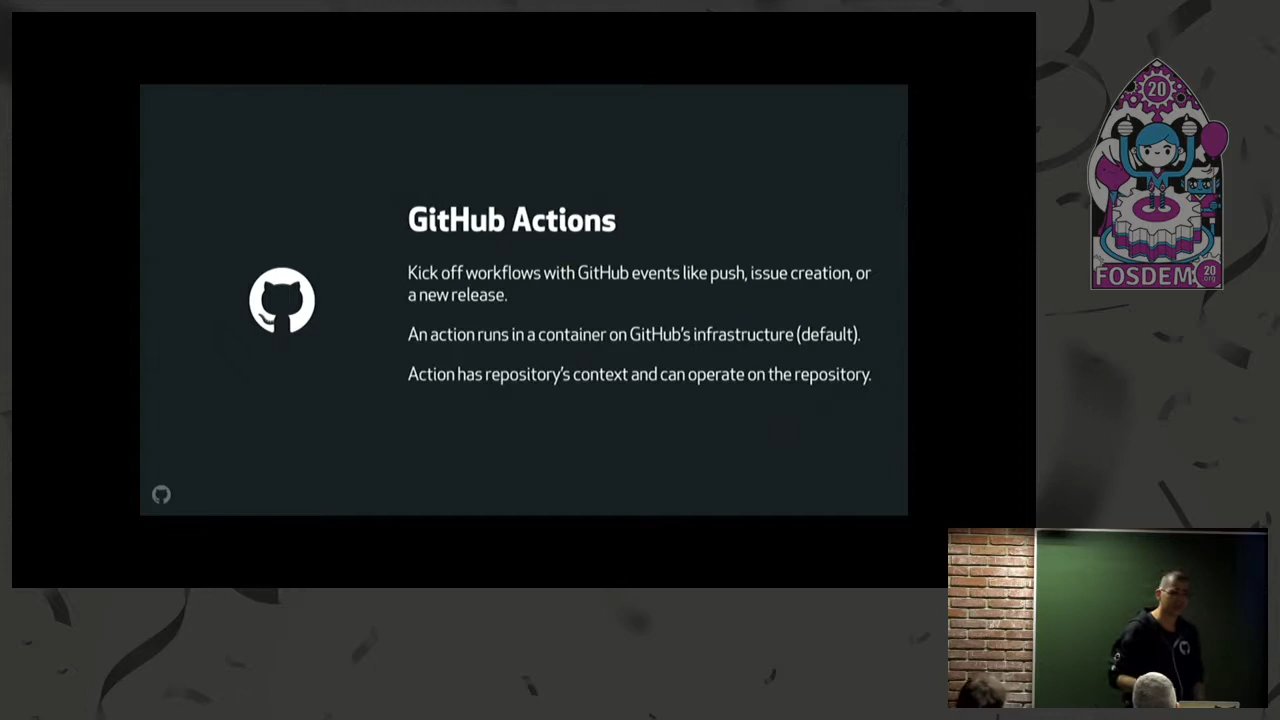 GitHub Actions
Kick off workflows with GitHub events like push, issue creation, or
a new release.
An action runs in a container on GitHub's infrastructure (default).
Action has repository's context and can operate on the repository.
20
FOSDEM
20
org